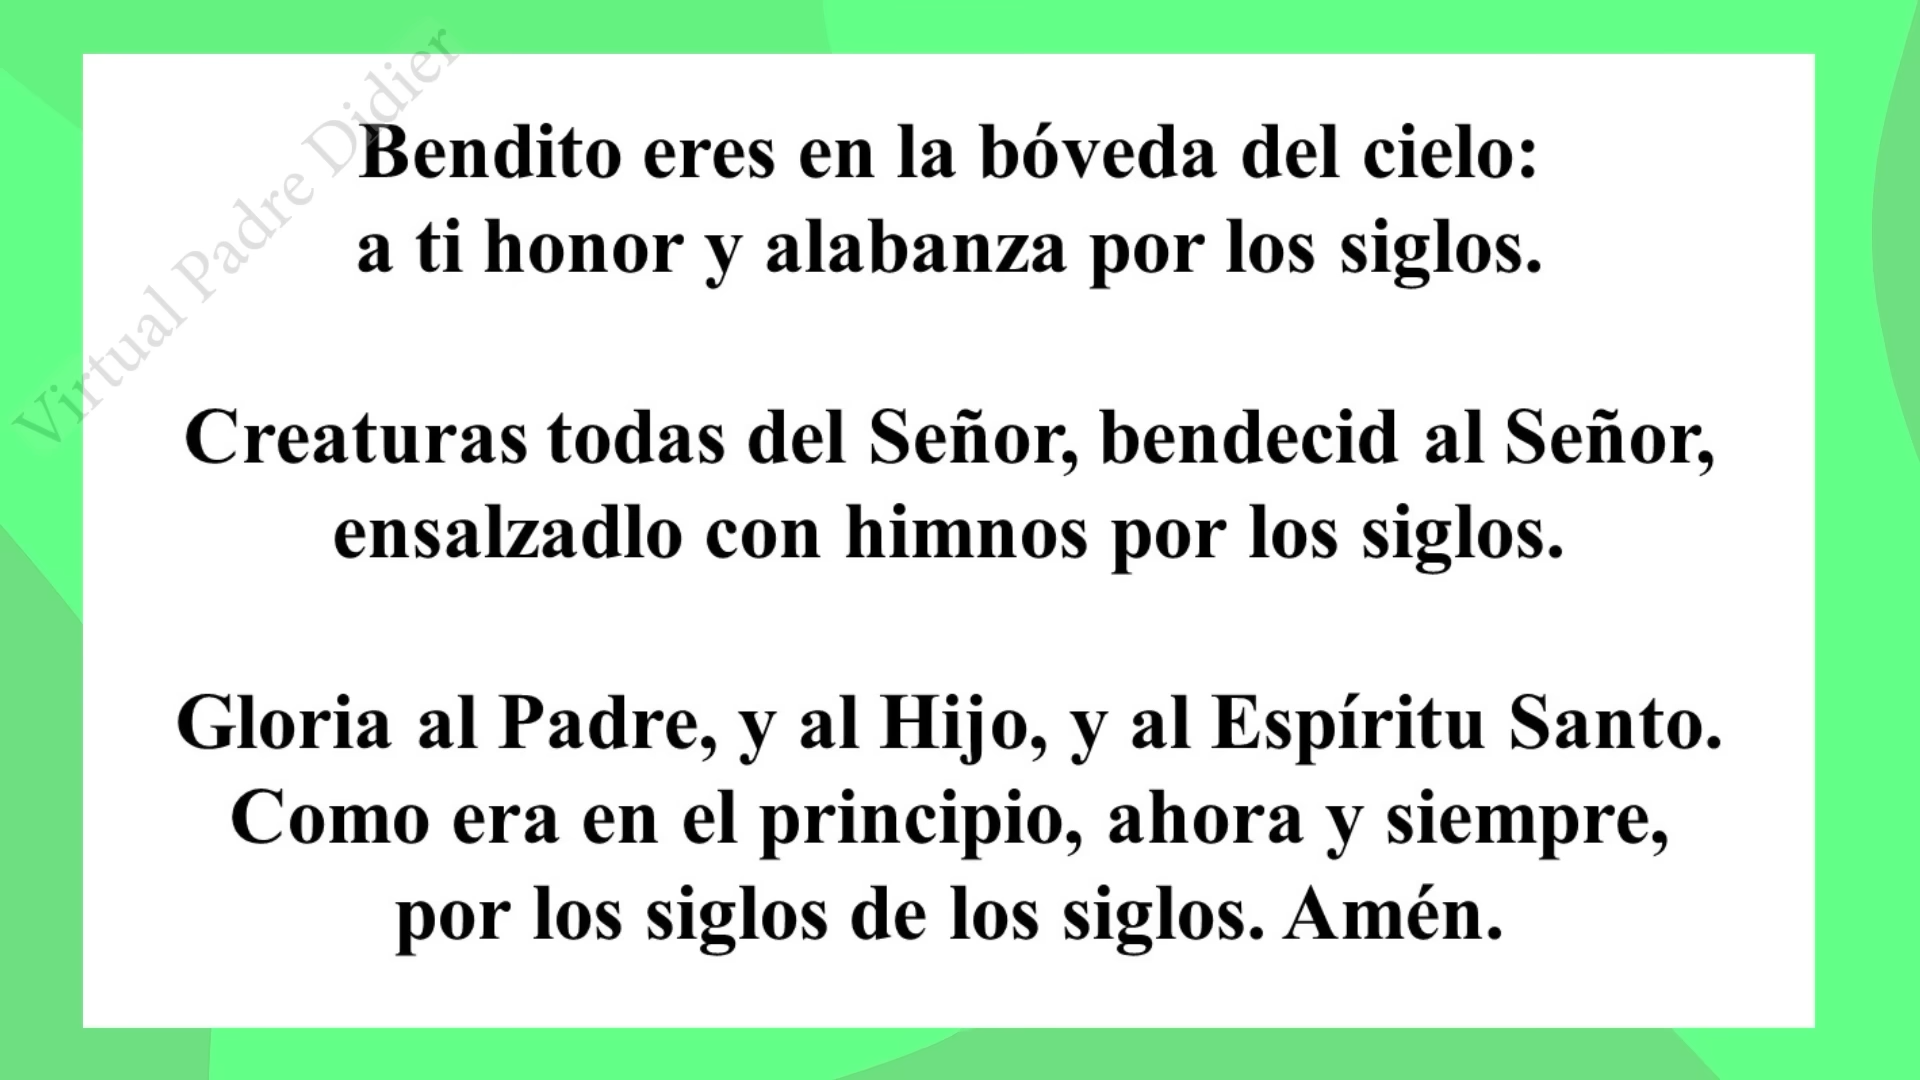 Virtual Padre Didier
Bendito eres en la bóveda del cielo:
a ti honor y alabanza por los siglos.
Creaturas todas del Señor, bendecid al Señor,
ensalzadlo con himnos por los siglos.
Gloria al Padre, y al Hijo, y al Espíritu Santo.
Como era en el principio, ahora y siempre,
por los siglos de los siglos. Amén.